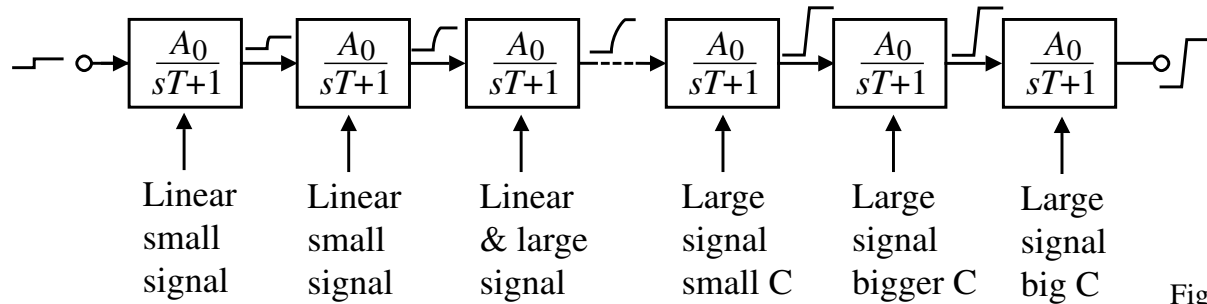 A0 A0 A0 A0 A0 A0
sT+1 sT+1 sT+1 sT+1 sT+1 sT+1
Linear Linear Linear Large Large Large
small small & large signal signal signal
signal signal signal small C bigger C big C
Fig